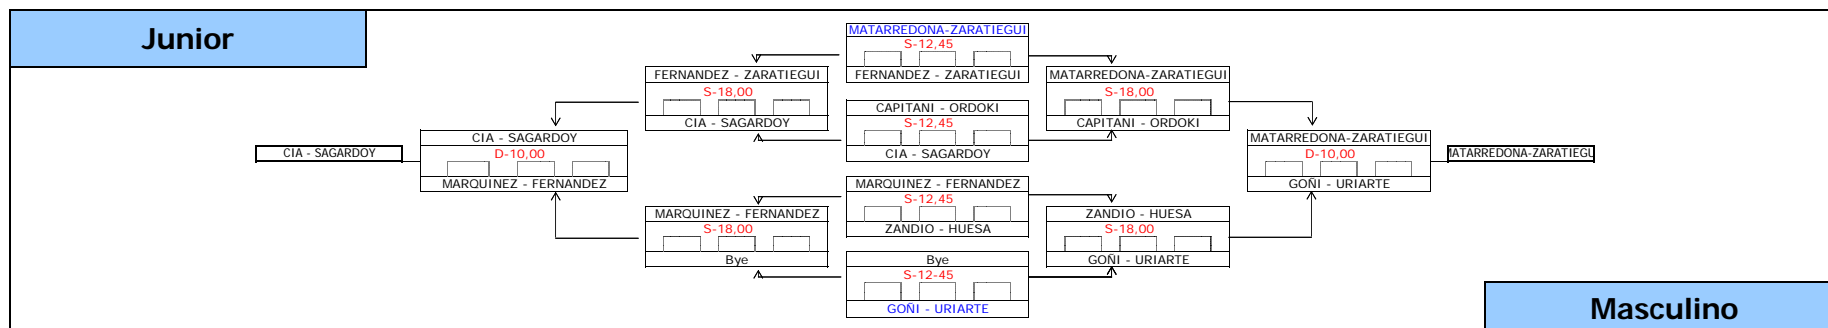 Junior
MATARREDONA-ZARATIEGUI
S-12,45
FERNANDEZ - ZARATIEGUI
FERNANDEZ - ZARATIEGUI
S-18,00
CIA - SAGARDOY
MATARREDONA-ZARATIEGUI
S-18,00
CAPITANI - ORDOKI
CAPITANI - ORDOKI
S-12,45
CIA - SAGARDOY
CIA - SAGARDOY
CIA - SAGARDOY
D-10,00
MARQUINEZ - FERNANDEZ
MATARREDONA-ZARATIEGUI
D-10,00
GOÑI - URIARTE
MATARREDONA-ZARATIEGU
MARQUINEZ - FERNANDEZ
S-12,45
ZANDIO - HUESA
MARQUINEZ - FERNANDEZ
S-18,00
Bye
ZANDIO - HUESA
S-18,00
GOÑI - URIARTE
Bye
S-12-45
GOÑI - URIARTE
Masculino